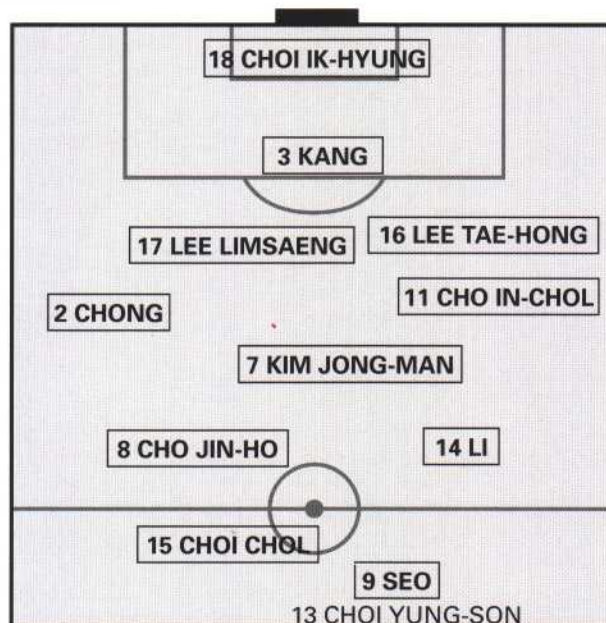 18 CHOI IK-HYUNG
3 KANG
17 LEE LIMSAENG
16 LEE TAE-HONG
2 CHONG
11 CHO IN-CHOL
7 KIM JONG-MAN
8 CHO JIN-HO
14 LI
15 CHOI CHOL
9 SEO
13 CHOI YUNG-SON